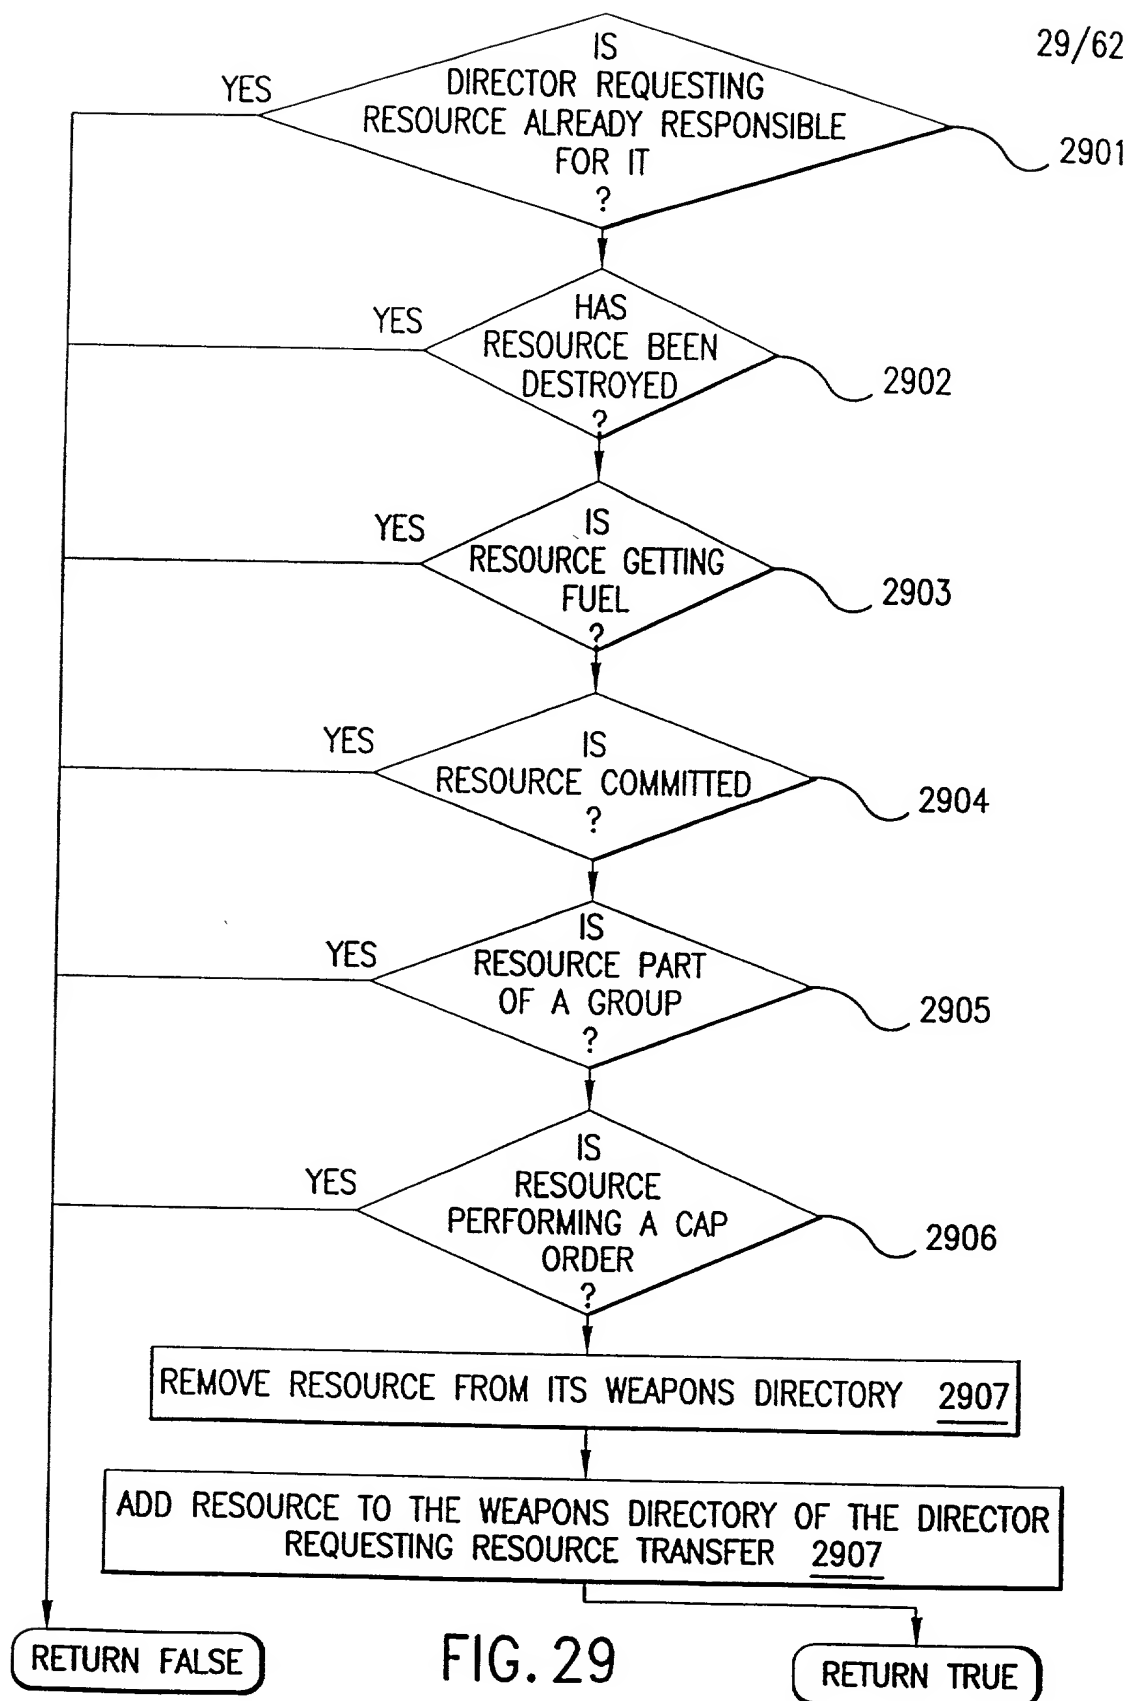 29/62
IS
DIRECTOR REQUESTING
RESOURCE ALREADY RESPONSIBLE
FOR IT
?
YES
2901
HAS
RESOURCE BEEN
DESTROYED
?
YES
2902
IS
RESOURCE GETTING
FUEL
?
YES
2903
IS
RESOURCE COMMITTED
?
YES
2904
IS
RESOURCE PART
OF A GROUP
?
YES
2905
IS
RESOURCE
PERFORMING A CAP
ORDER
?
YES
2906
REMOVE RESOURCE FROM ITS WEAPONS DIRECTORY 2907
ADD RESOURCE TO THE WEAPONS DIRECTORY OF THE DIRECTOR
REQUESTING RESOURCE TRANSFER 2907
RETURN FALSE
FIG. 29
RETURN TRUE